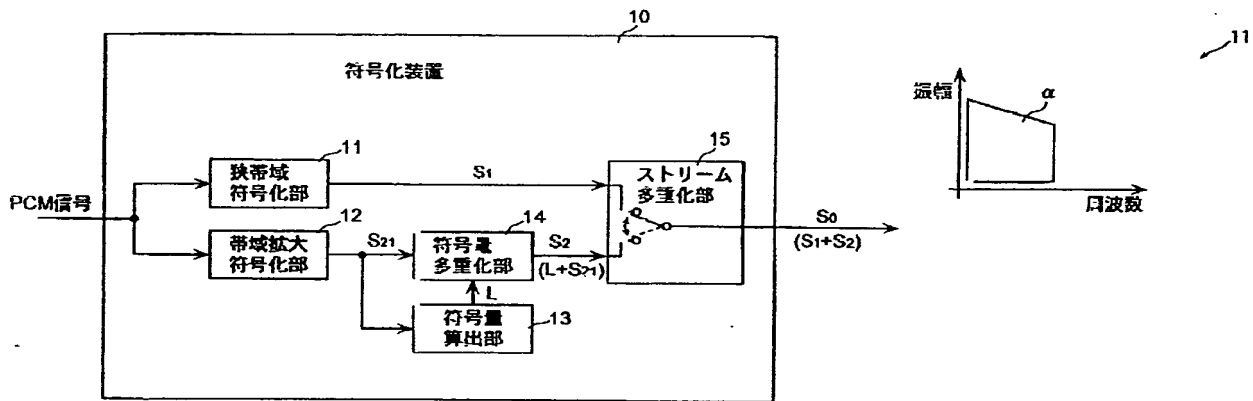 10
符号化装置
11
狭帯域
符号化部
S1
15
ストリーム
多重化部
PCM信号
12
帯域拡大
符号化部
S21
14
符号量
多重化部
S2
(L+S21)
L
符号量
算出部
13
S0
(S1+S2)
振幅
α
周波数
11